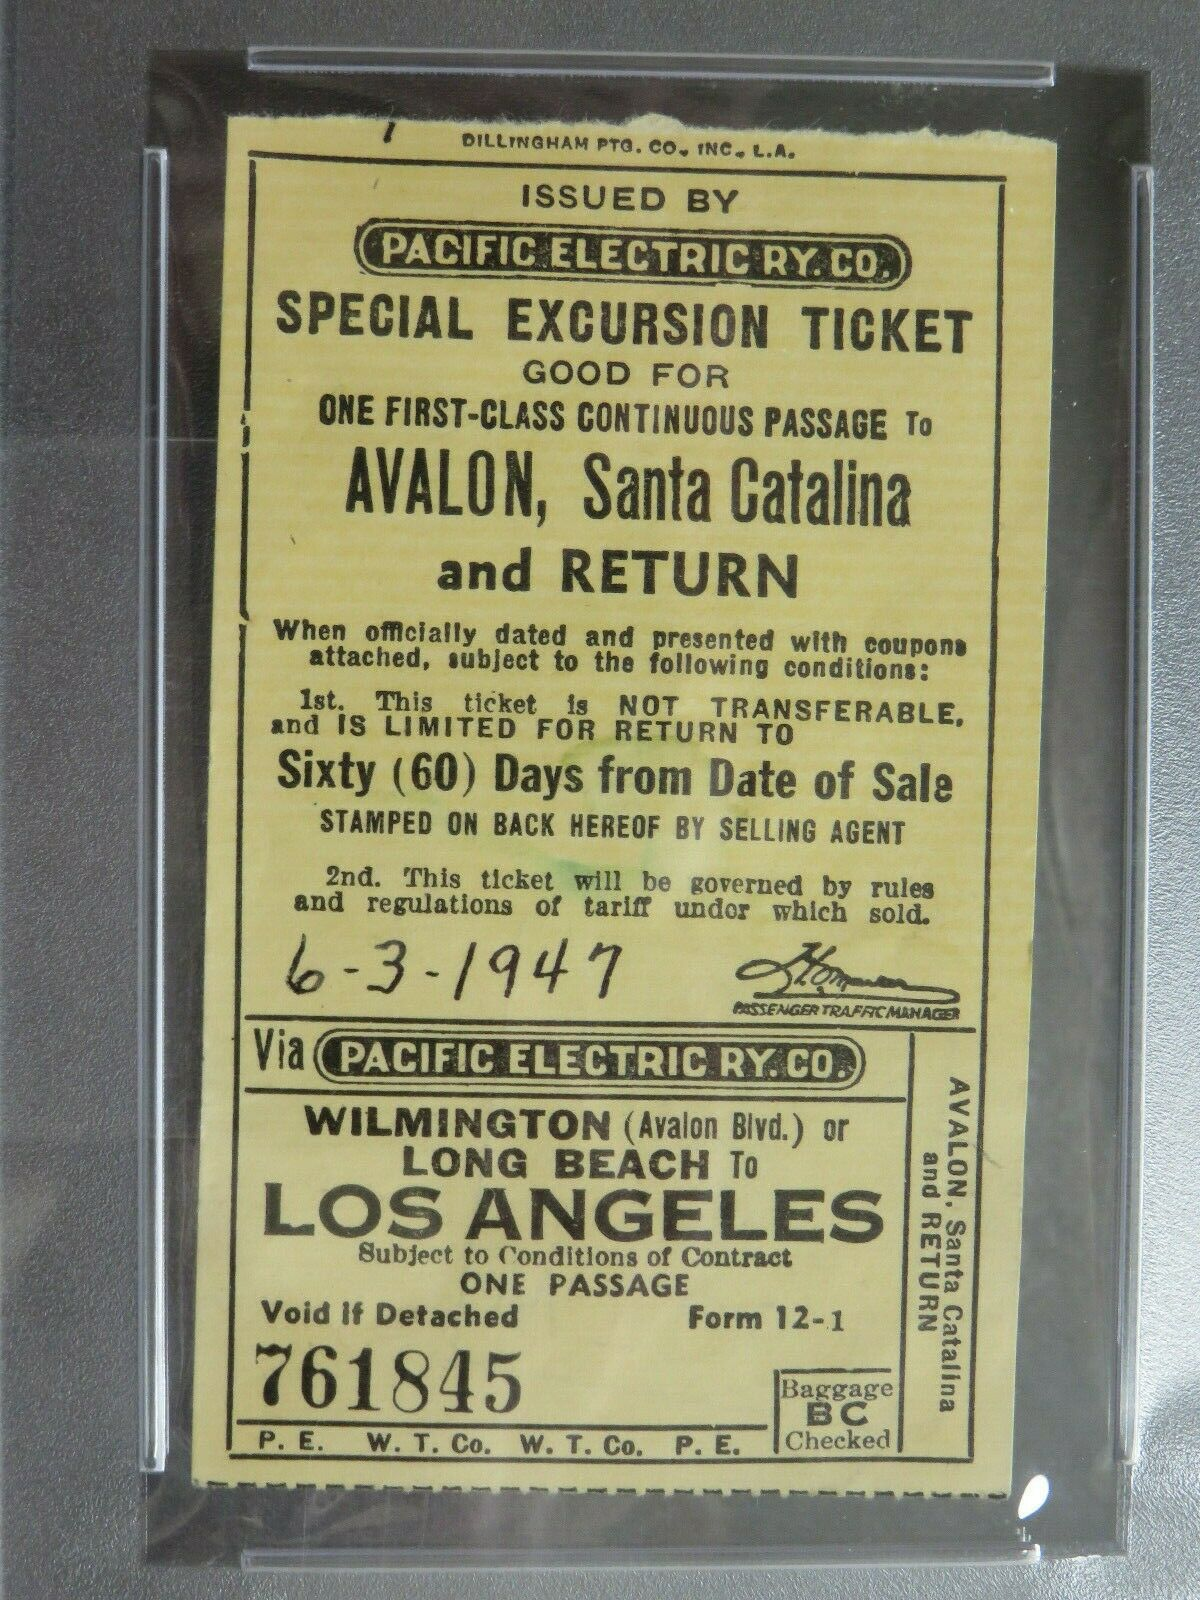 DILLINGHAM PTG. CO., INC., L.A.
ISSUED BY
PACIFIC ELECTRIC RY. CO.
SPECIAL EXCURSION TICKET
GOOD FOR
ONE FIRST-CLASS CONTINUOUS PASSAGE To
AVALON, Santa Catalina
and RETURN
When officially dated and presented with coupons
attached, subject to the following conditions:
1st. This ticket is NOT TRANSFERABLE,
and IS LIMITED FOR RETURN TO
Sixty (60) Days from Date of Sale
STAMPED ON BACK HEREOF BY SELLING AGENT
2nd. This ticket will be governed by rules
and regulations of tariff under which sold.
6-3-1947
PASSENGER TRAFFIC MANAGER
Via PACIFIC ELECTRIC RY. CO.
WILMINGTON (Avalon Blvd.) or
LONG BEACH To
LOS ANGELES
Subject to Conditions of Contract
ONE PASSAGE
Void if Detached Form 12-1
761845
Baggage
BC
Checked
P. E. W. T. Co. W. T. Co. P. E.
AVALON, Santa Catalina
and RETURN